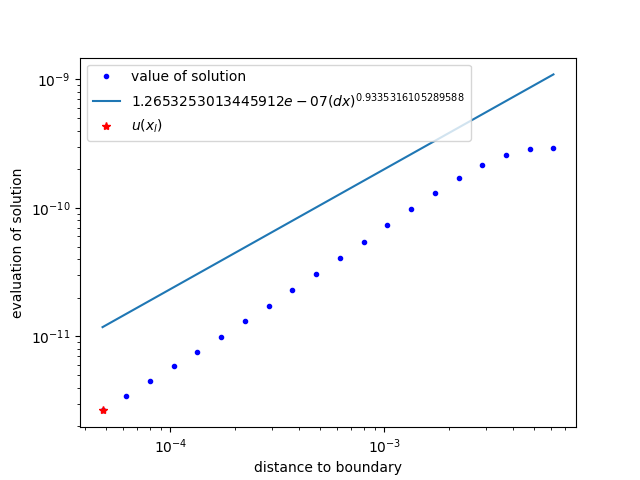 10⁻⁹
value of solution
1.2653253013445912e − 07(dx)^0.9335316105289588
u(x_l)
10⁻¹⁰
10⁻¹¹
evaluation of solution
10⁻⁴
10⁻³
distance to boundary